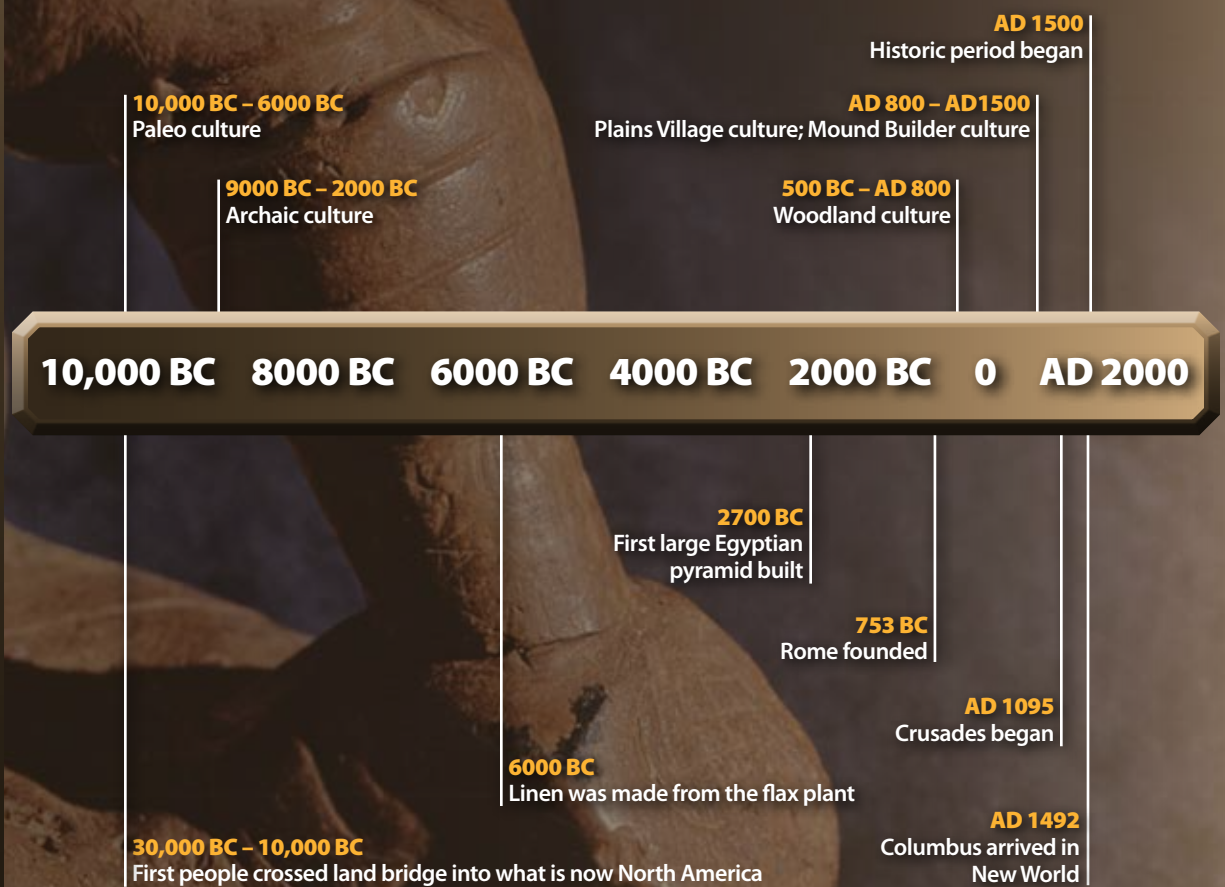 AD 1500
Historic period began
10,000 BC – 6000 BC
Paleo culture
AD 800 – AD1500
Plains Village culture; Mound Builder culture
9000 BC – 2000 BC
Archaic culture
500 BC – AD 800
Woodland culture
10,000 BC 8000 BC 6000 BC 4000 BC 2000 BC 0 AD 2000
2700 BC
First large Egyptian
pyramid built
753 BC
Rome founded
AD 1095
Crusades began
6000 BC
Linen was made from the flax plant
AD 1492
Columbus arrived in
New World
30,000 BC – 10,000 BC
First people crossed land bridge into what is now North America